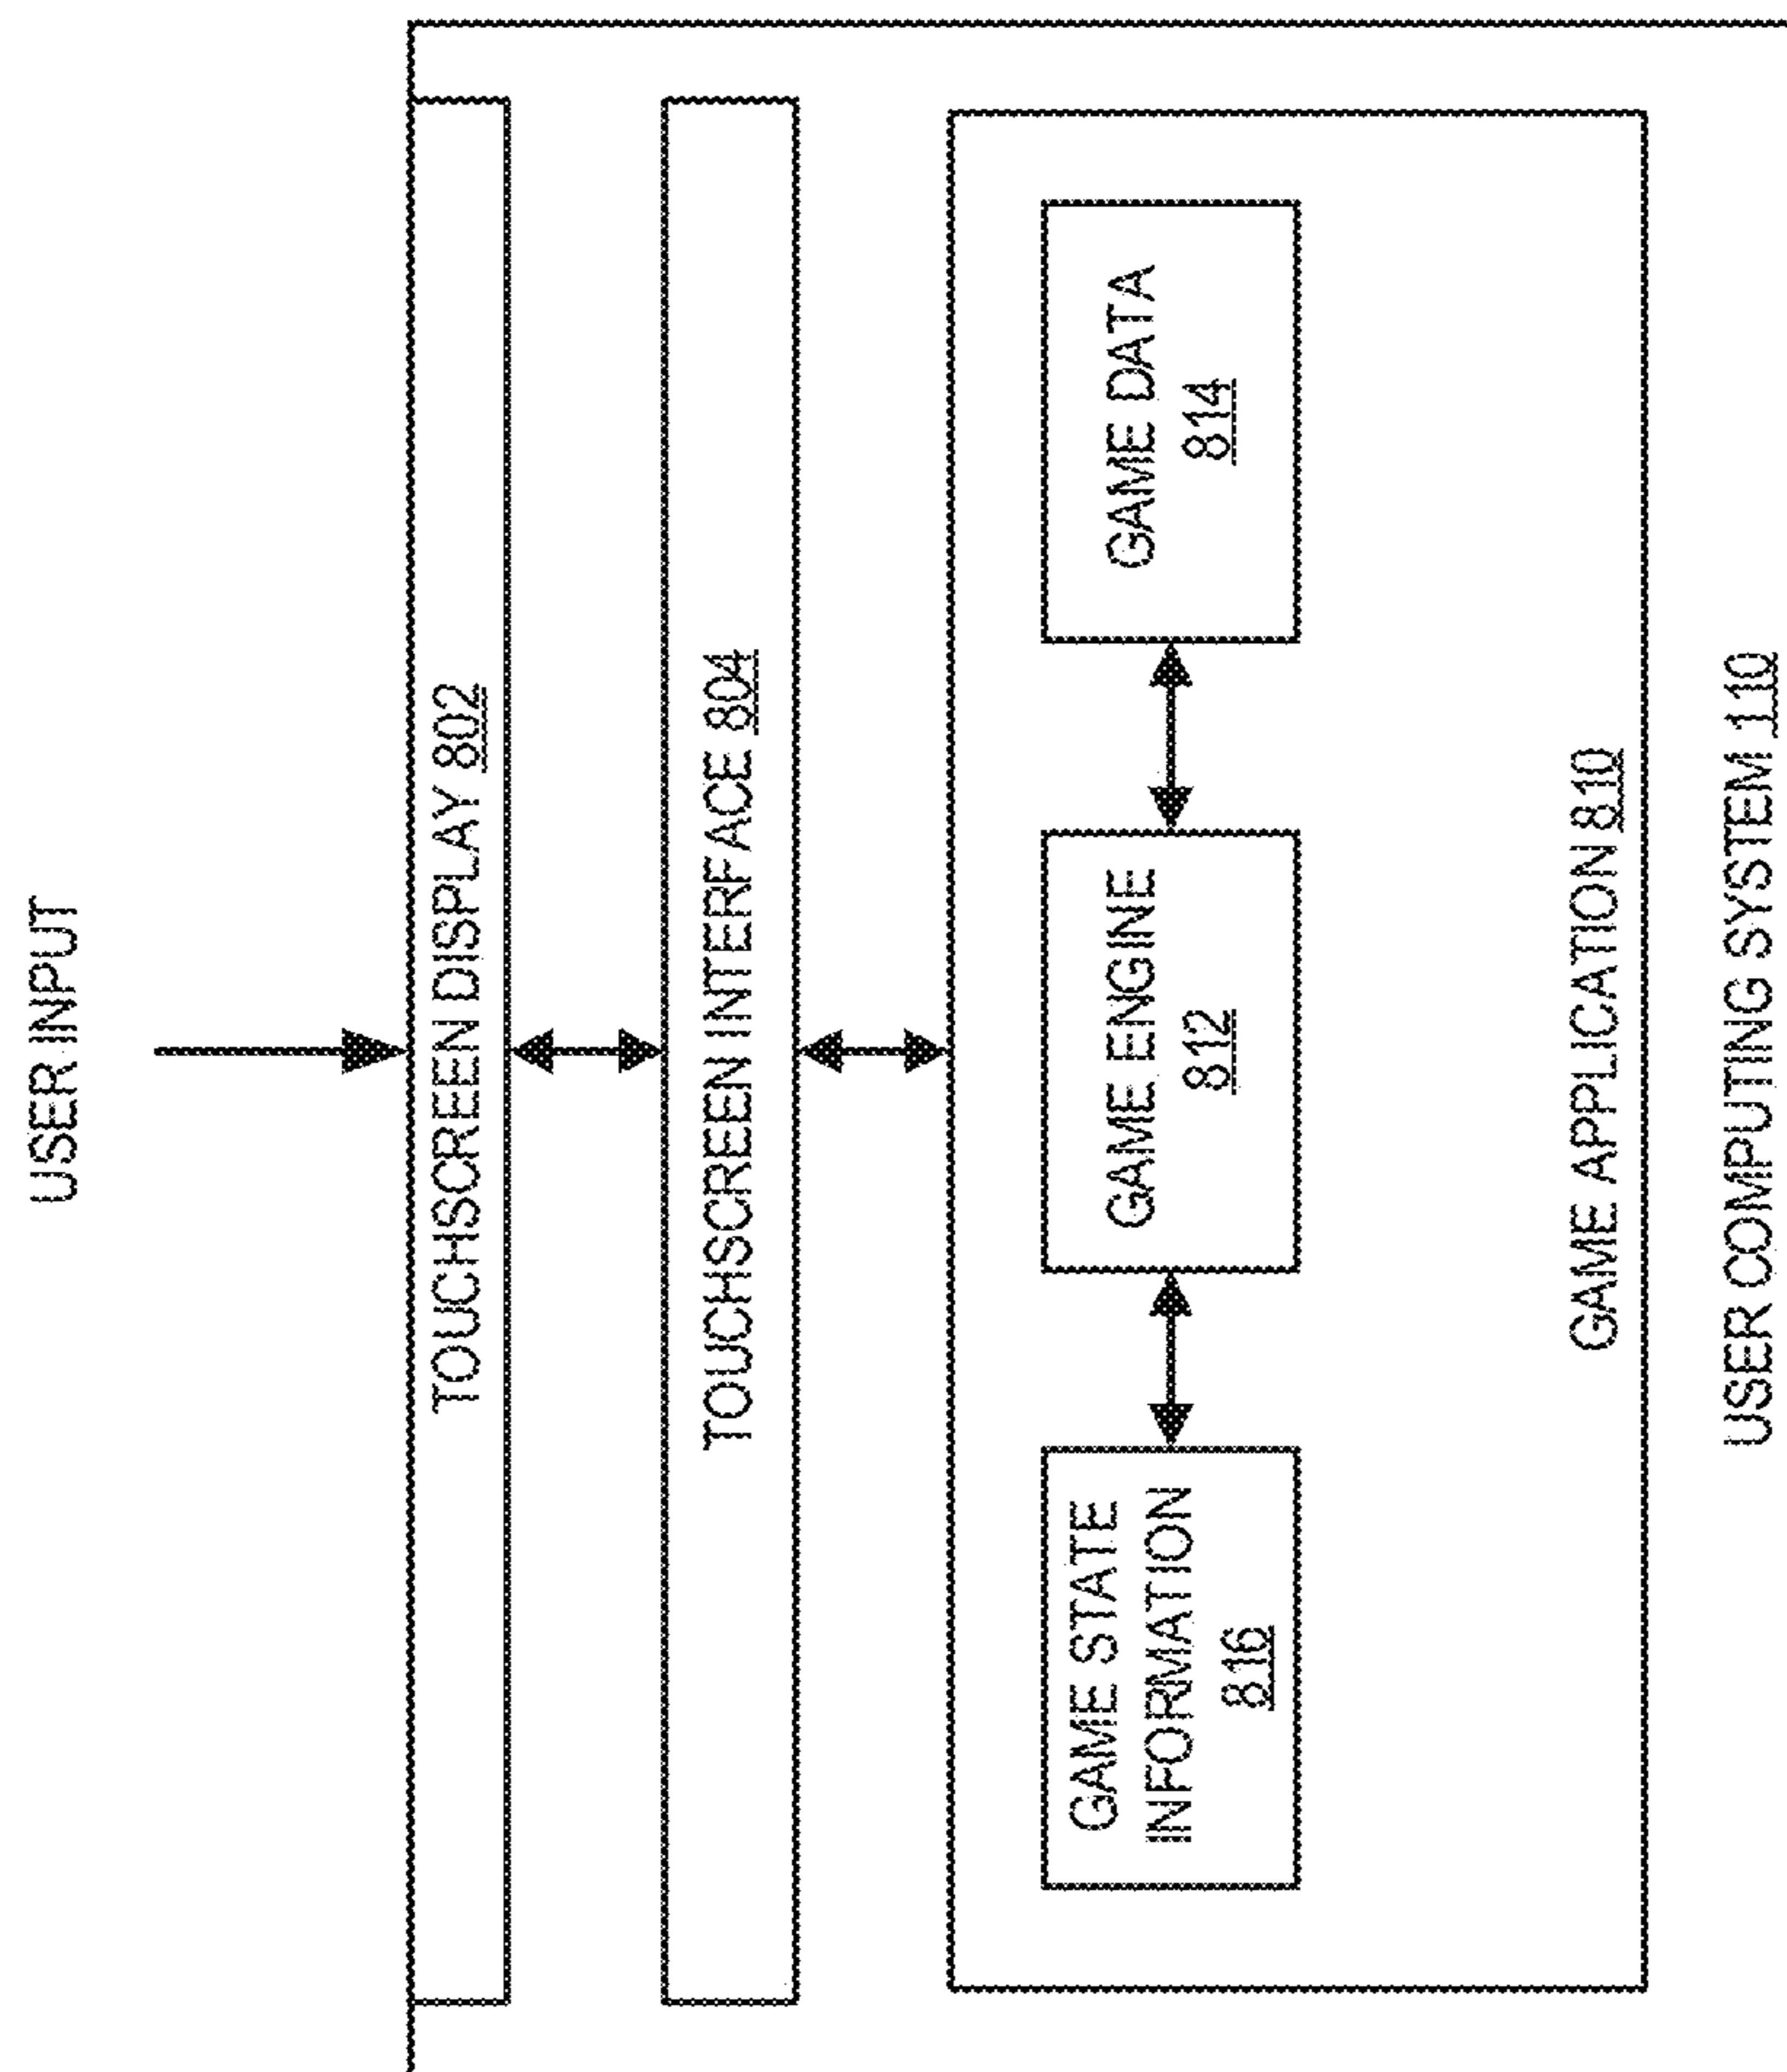 USER INPUT
TOUCHSCREEN DISPLAY 802
TOUCHSCREEN INTERFACE 804
GAME STATE
INFORMATION
816
GAME ENGINE
812
GAME DATA
814
GAME APPLICATION 810
USER COMPUTING SYSTEM 110